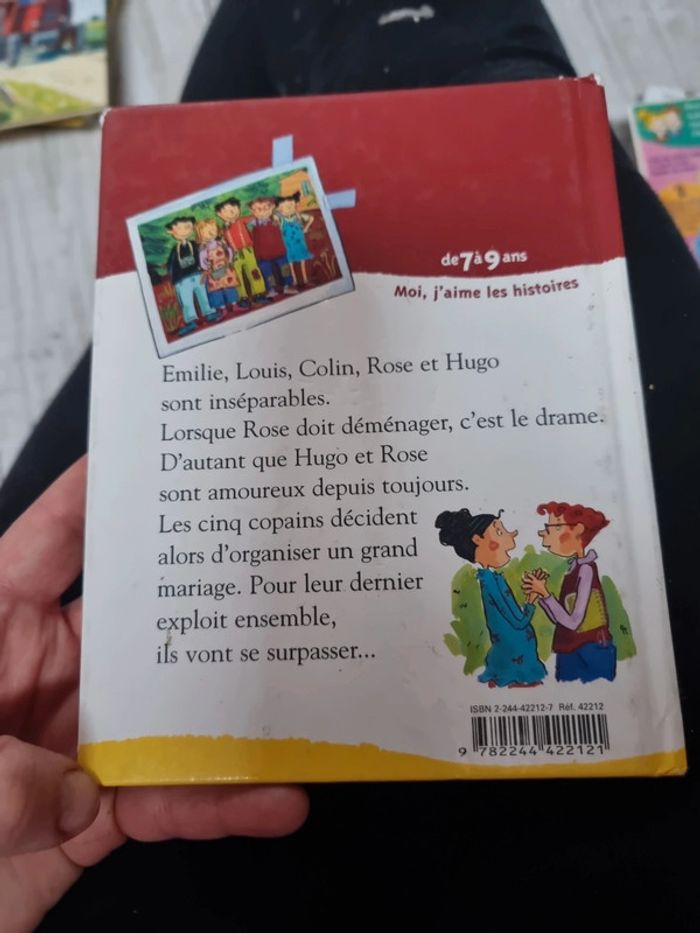 de 7 à 9 ans
Moi, j'aime les histoires
Emilie, Louis, Colin, Rose et Hugo
sont inséparables.
Lorsque Rose doit déménager, c'est le drame.
D'autant que Hugo et Rose
sont amoureux depuis toujours.
Les cinq copains décident
alors d'organiser un grand
mariage. Pour leur dernier
exploit ensemble,
ils vont se surpasser...
ISBN 2-244-42212-7 Réf. 42212
9 782244 422121